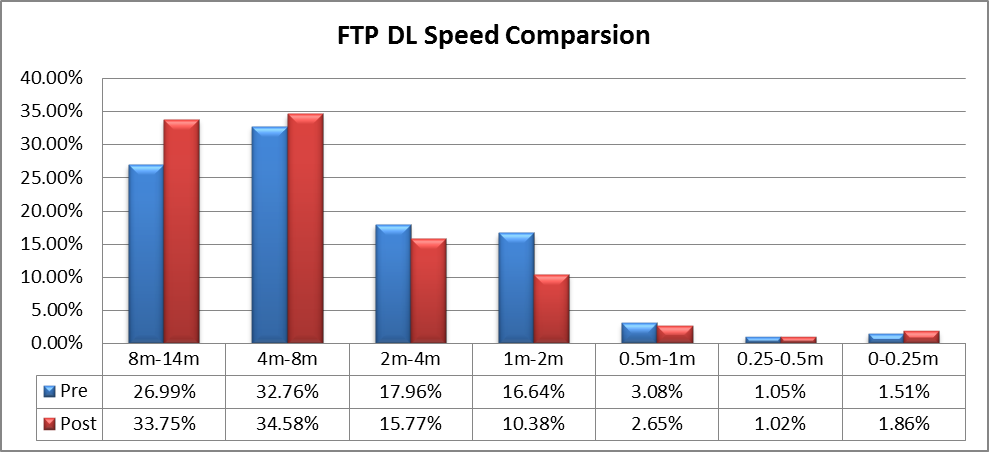 FTP DL Speed Comparsion
40.00%
35.00%
30.00%
25.00%
20.00%
15.00%
10.00%
5.00%
0.00%
8m-14m 4m-8m 2m-4m 1m-2m 0.5m-1m 0.25-0.5m 0-0.25m
Pre 26.99% 32.76% 17.96% 16.64% 3.08% 1.05% 1.51%
Post 33.75% 34.58% 15.77% 10.38% 2.65% 1.02% 1.86%